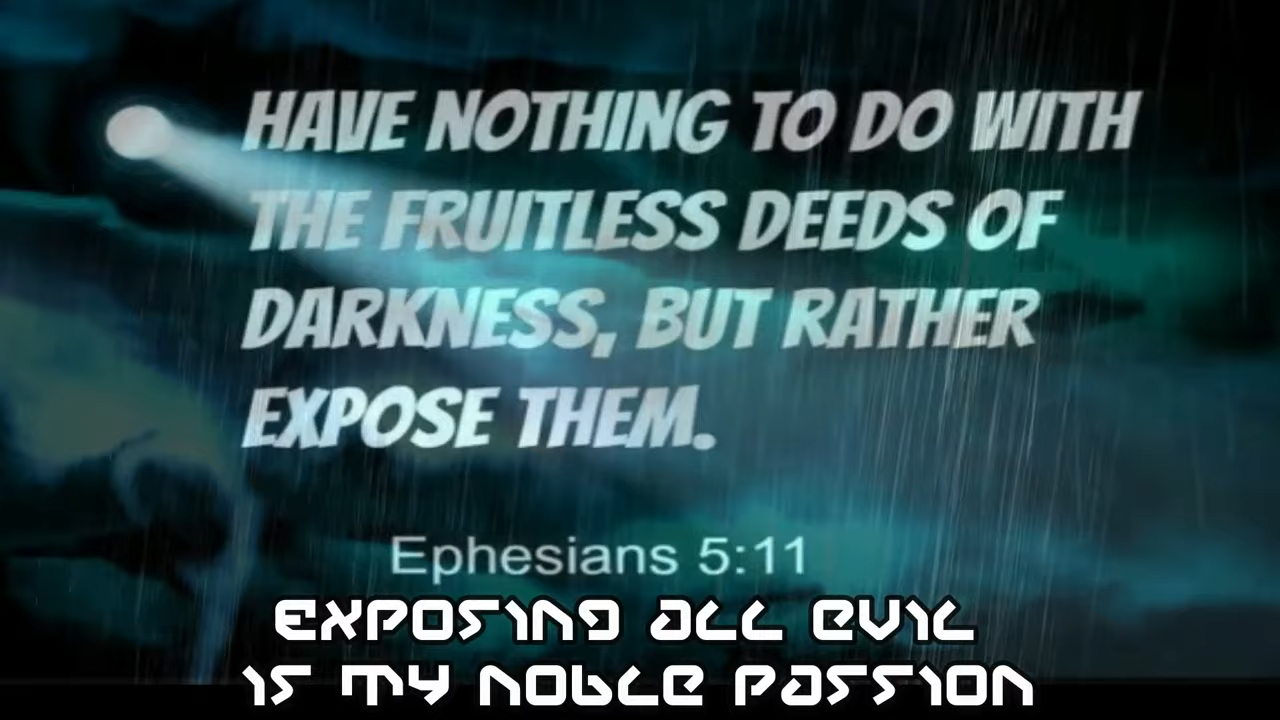 HAVE NOTHING TO DO WITH
THE FRUITLESS DEEDS OF
DARKNESS, BUT RATHER
EXPOSE THEM.
Ephesians 5:11
EXPOSING ALL EVIL
IS MY NOBLE PASSION